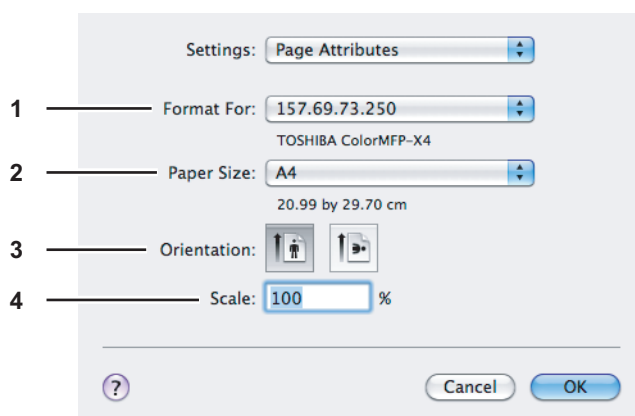 Settings: Page Attributes
1 Format For: 157.69.73.250
TOSHIBA ColorMFP-X4
2 Paper Size: A4
20.99 by 29.70 cm
3 Orientation:
4 Scale: 100 %
? Cancel OK